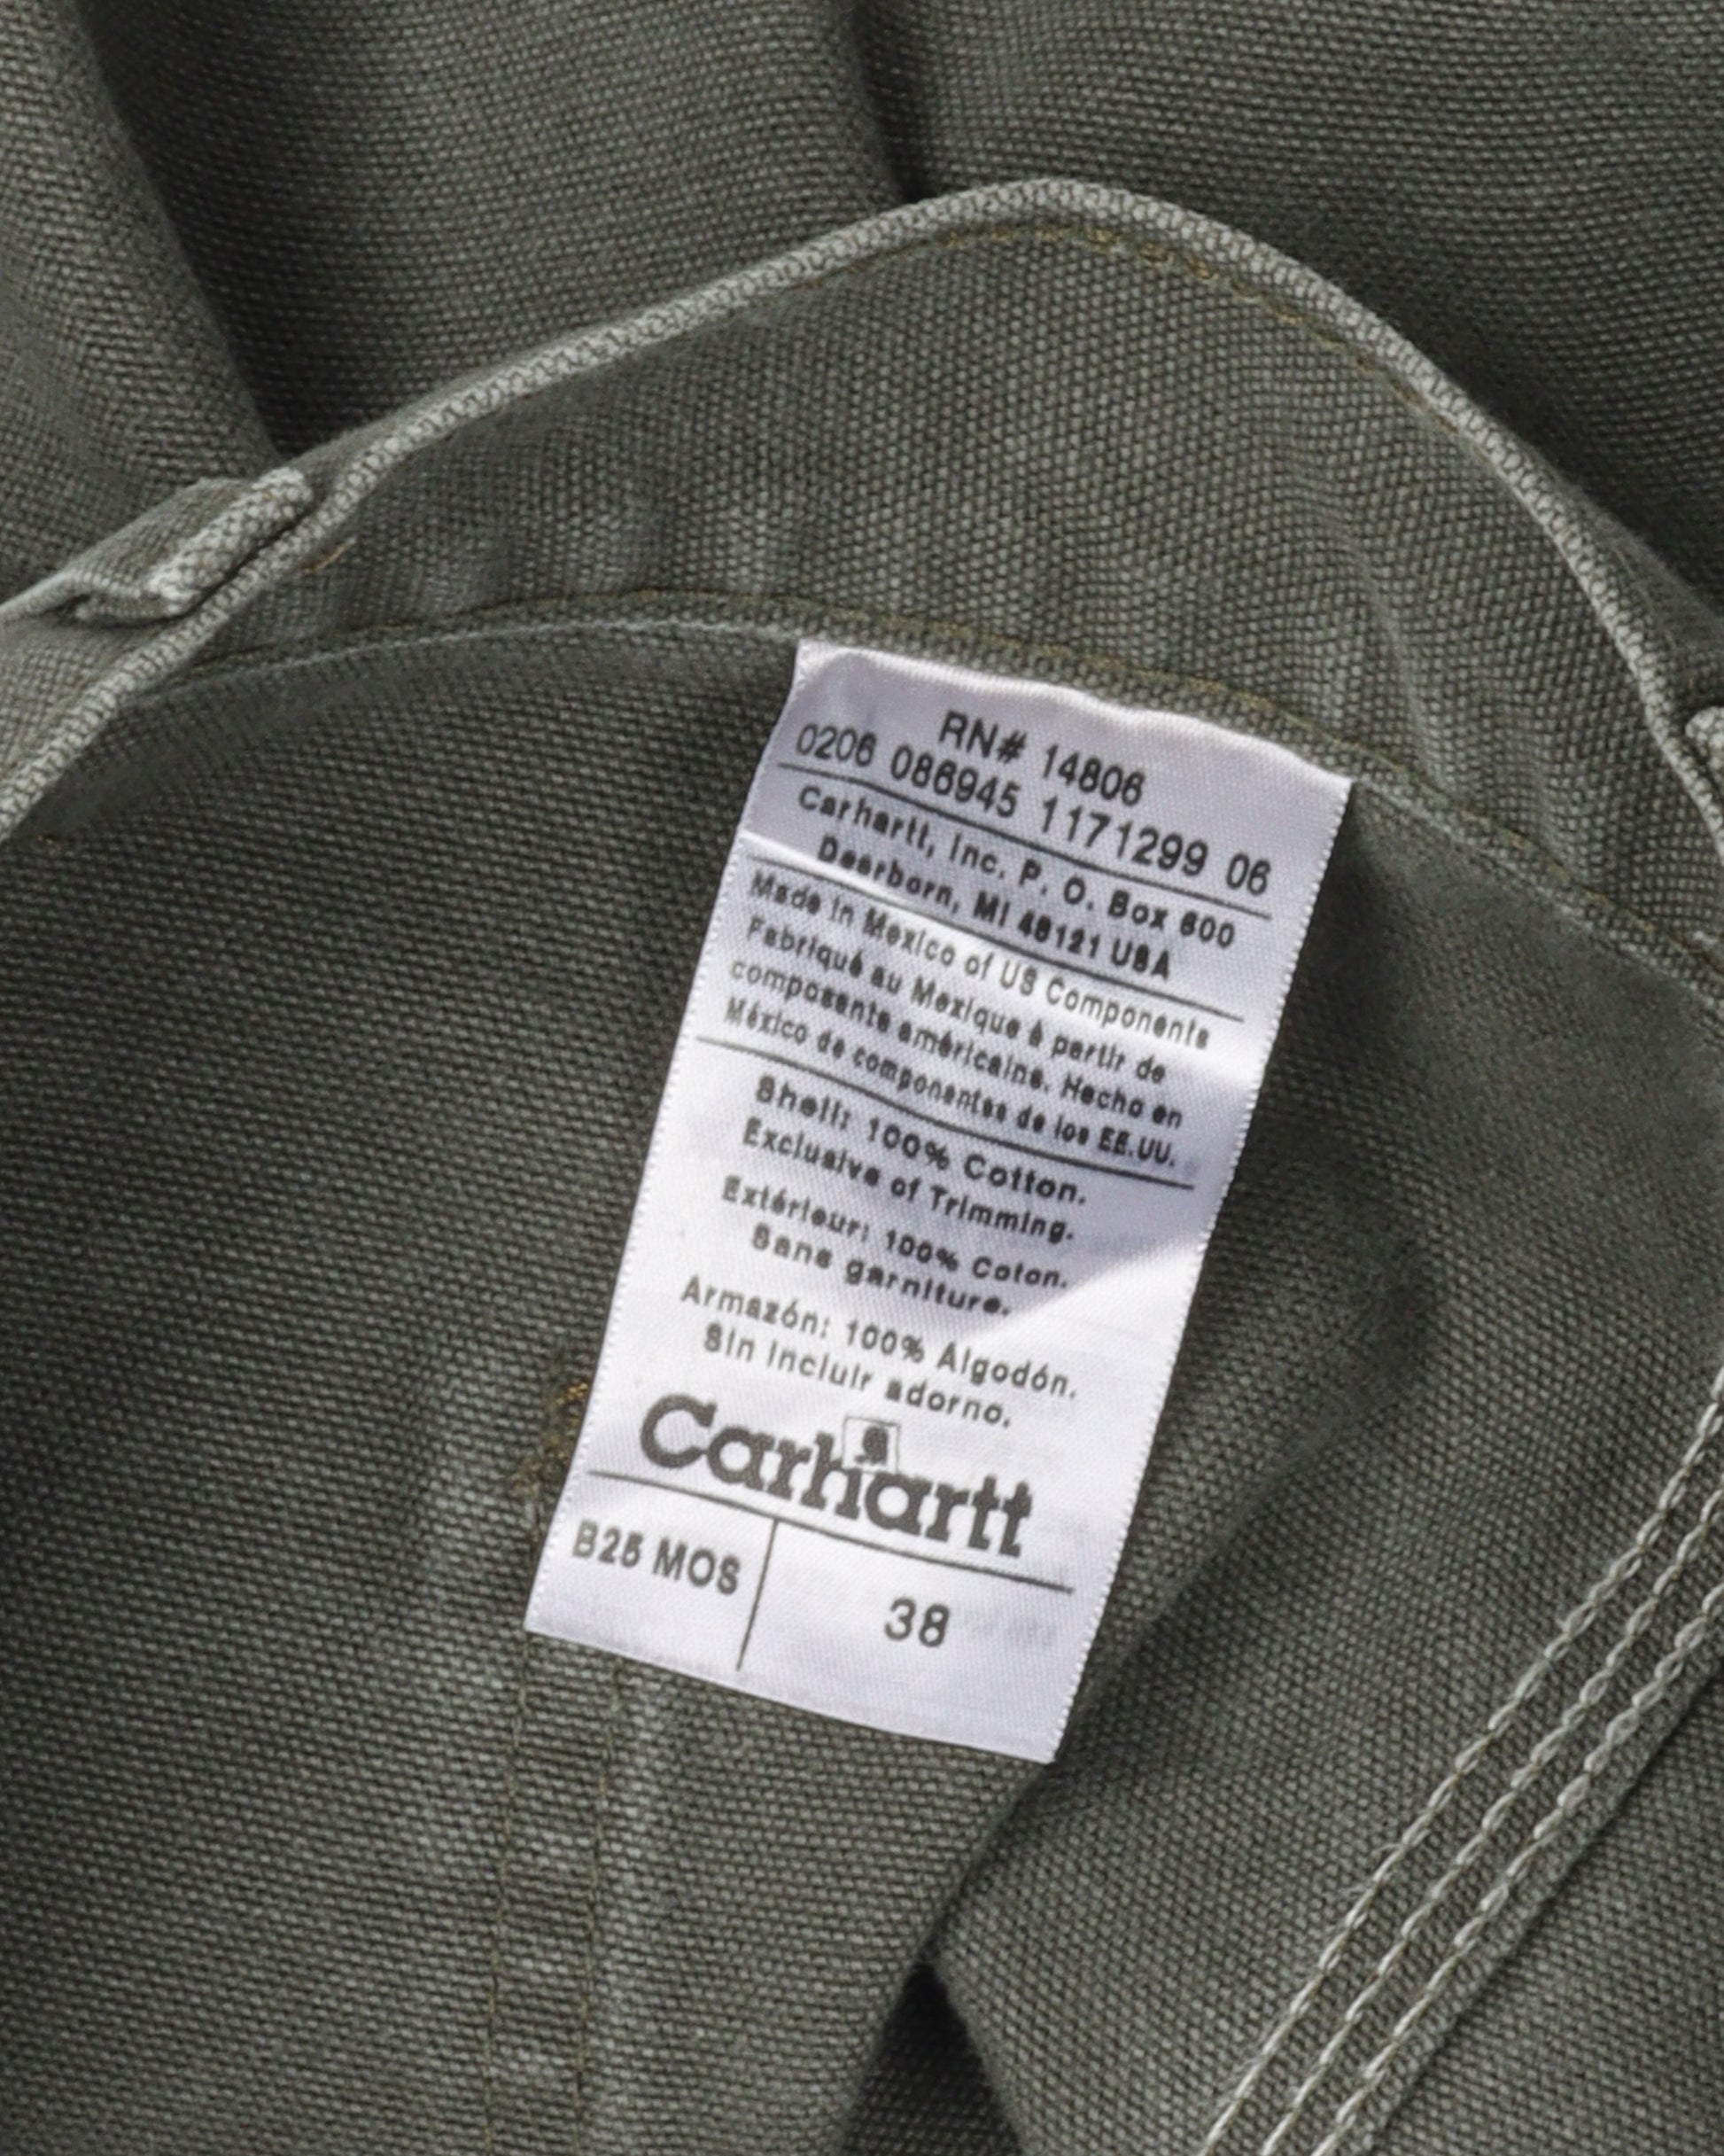 RN# 14806
0206 086945 1171299 06
Carhartt, Inc. P. O. Box 600
Dearborn, MI 48121 USA
Made in Mexico of US Components
Fabriqué au Mexique à partir de
composants américains. Hecho en
México de componentes de los EE.UU.
Shell: 100% Cotton.
Exclusive of Trimming.
Extérieur: 100% Coton.
Sans garniture.
Armazón: 100% Algodón.
Sin incluir adorno.
Carhartt
B25 MOS
38